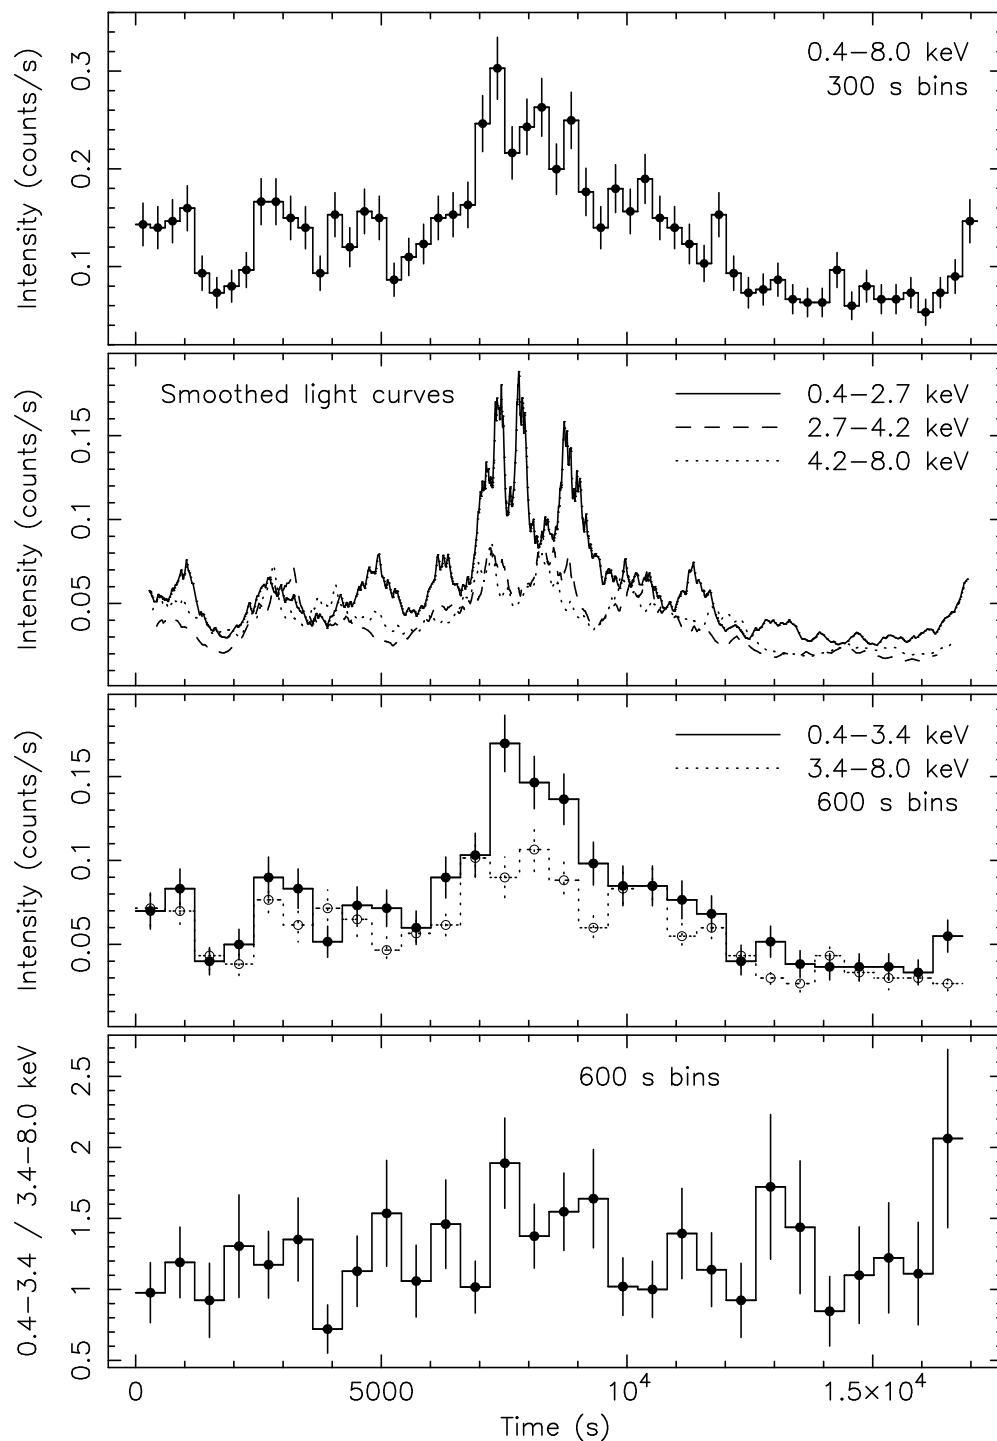 0.4−8.0 keV
300 s bins
Intensity (counts/s)
0.3
0.2
0.1
Smoothed light curves
0.4−2.7 keV
2.7−4.2 keV
4.2−8.0 keV
Intensity (counts/s)
0.15
0.1
0.05
0.4−3.4 keV
3.4−8.0 keV
600 s bins
Intensity (counts/s)
0.15
0.1
0.05
600 s bins
0.4−3.4 / 3.4−8.0 keV
2.5
2
1.5
1
0.5
0 5000 10⁴ 1.5×10⁴
Time (s)